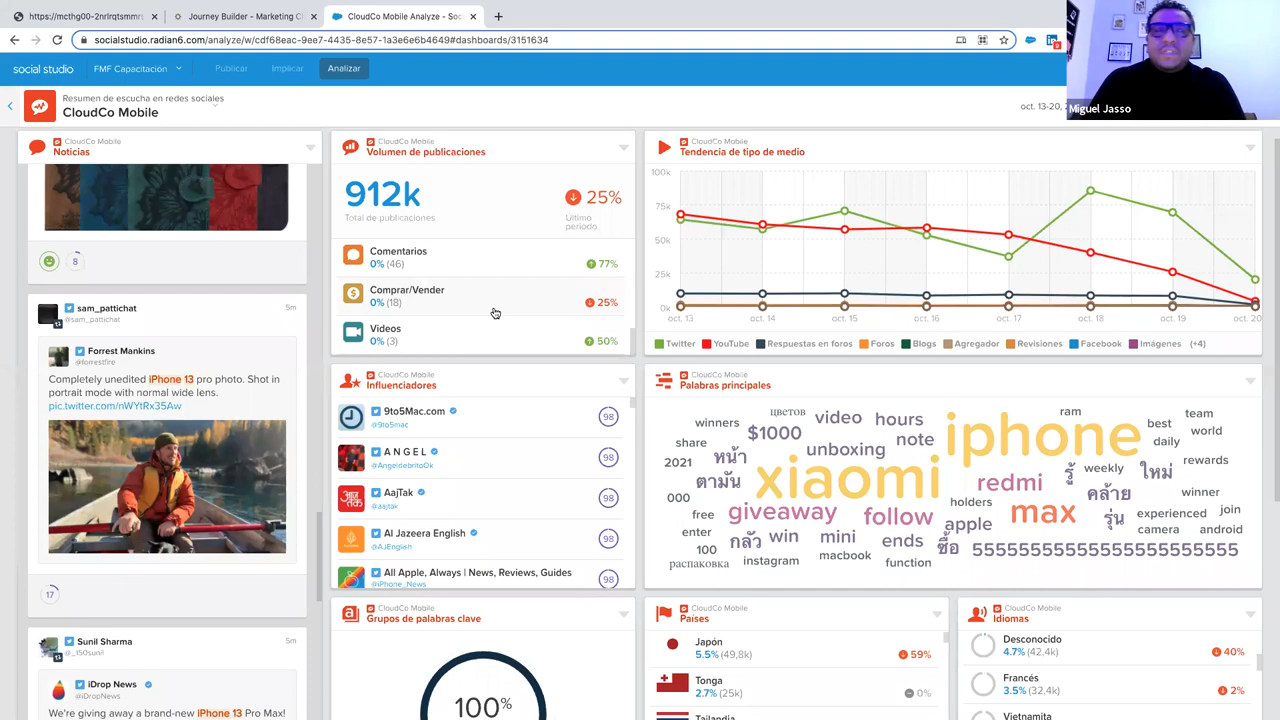 https://mcthg00-2nrlrqtsmmrs
Journey Builder - Marketing Cl
CloudCo Mobile Analyze - Soc
socialstudio.radian6.com/analyze/w/cdf68eac-9ee7-4435-8e57-1a3e6e6b4649#dashboards/3151634
social studio
FMF Capacitación
Publicar
Implicar
Analizar
Resumen de escucha en redes sociales
CloudCo Mobile
oct. 13-20, 2
Miguel Jasso
CloudCo Mobile
Noticias
8
sam_pattichat
5m
@sam_pattichat
Forrest Mankins
@forrestfire
Completely unedited iPhone 13 pro photo. Shot in
portrait mode with normal wide lens.
pic.twitter.com/nWYtRx35Aw
17
Sunil Sharma
5m
@_150sunil
iDrop News
@iDropNews
We're giving away a brand-new iPhone 13 Pro Max!
CloudCo Mobile
Volumen de publicaciones
912k
Total de publicaciones
25%
Último
periodo
Comentarios
0% (46)
77%
Comprar/Vender
0% (18)
25%
Videos
0% (3)
50%
CloudCo Mobile
Influenciadores
9to5Mac.com
@9to5mac
98
A N G E L
@AngeldebritoOk
98
AajTak
@aajtak
98
Al Jazeera English
@AJEnglish
98
All Apple, Always | News, Reviews, Guides
@iPhone_News
98
CloudCo Mobile
Grupos de palabras clave
100%
CloudCo Mobile
Tendencia de tipo de medio
100k
75k
50k
25k
0
oct. 13 oct. 14 oct. 15 oct. 16 oct. 17 oct. 18 oct. 19 oct. 20
Twitter YouTube Respuestas en foros Foros Blogs Agregador Revisiones Facebook Imágenes (+4)
CloudCo Mobile
Palabras principales
цветов ram team
winners $1000 video hours iphone best world
share หน้า unboxing note daily
2021 ตามัน xiaomi redmi รู้ weekly ใหม่ rewards
000 holders คล้าย winner
free giveaway follow apple max รุ่น experienced join
enter กลัว win mini ends ซื้อ camera android
100 macbook 5555555555555555555555
распаковка instagram function
CloudCo Mobile
Países
Japón
5.5% (49,8k)
59%
Tonga
2.7% (25k)
0%
Tailandia
CloudCo Mobile
Idiomas
Desconocido
4.7% (42.4k)
40%
Francés
3.5% (32.4k)
2%
Vietnamita